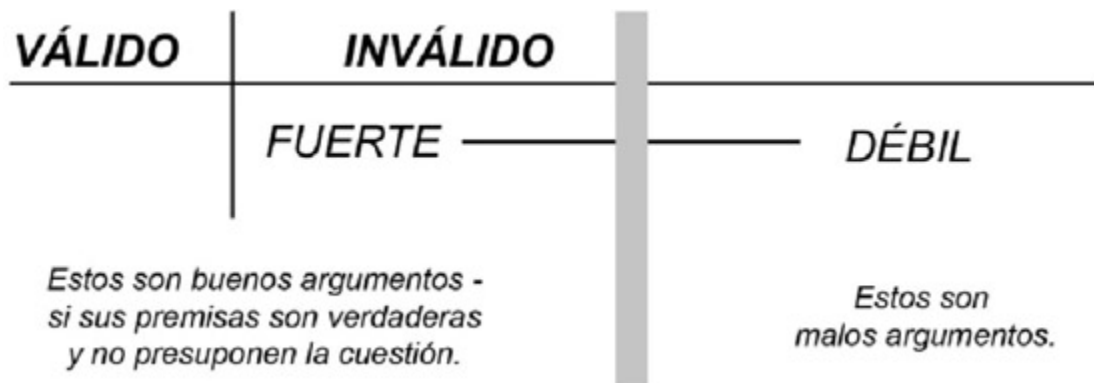 VÁLIDO INVÁLIDO
FUERTE DÉBIL
Estos son buenos argumentos -
si sus premisas son verdaderas
y no presuponen la cuestión.
Estos son
malos argumentos.